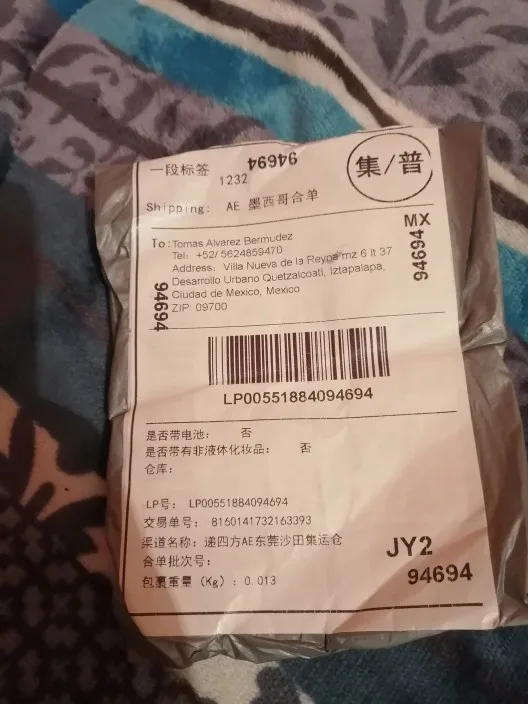 一段标签
94694
集/普
1232
Shipping: AE 墨西哥合单
MX
94694
To: Tomas Alvarez Bermudez
Tel: +52/ 5624859470
Address: Villa Nueva de la Reyna mz 6 lt 37
Desarrollo Urbano Quetzalcoatl, Iztapalapa,
Ciudad de Mexico, Mexico
ZIP: 09700
94694
LP00551884094694
是否带电池: 否
是否带有非液体化妆品: 否
仓库:
LP号: LP00551884094694
交易单号: 8160141732163393
渠道名称: 递四方AE东莞沙田集运仓
合单批次号:
JY2
包裹重量 (Kg): 0.013
94694